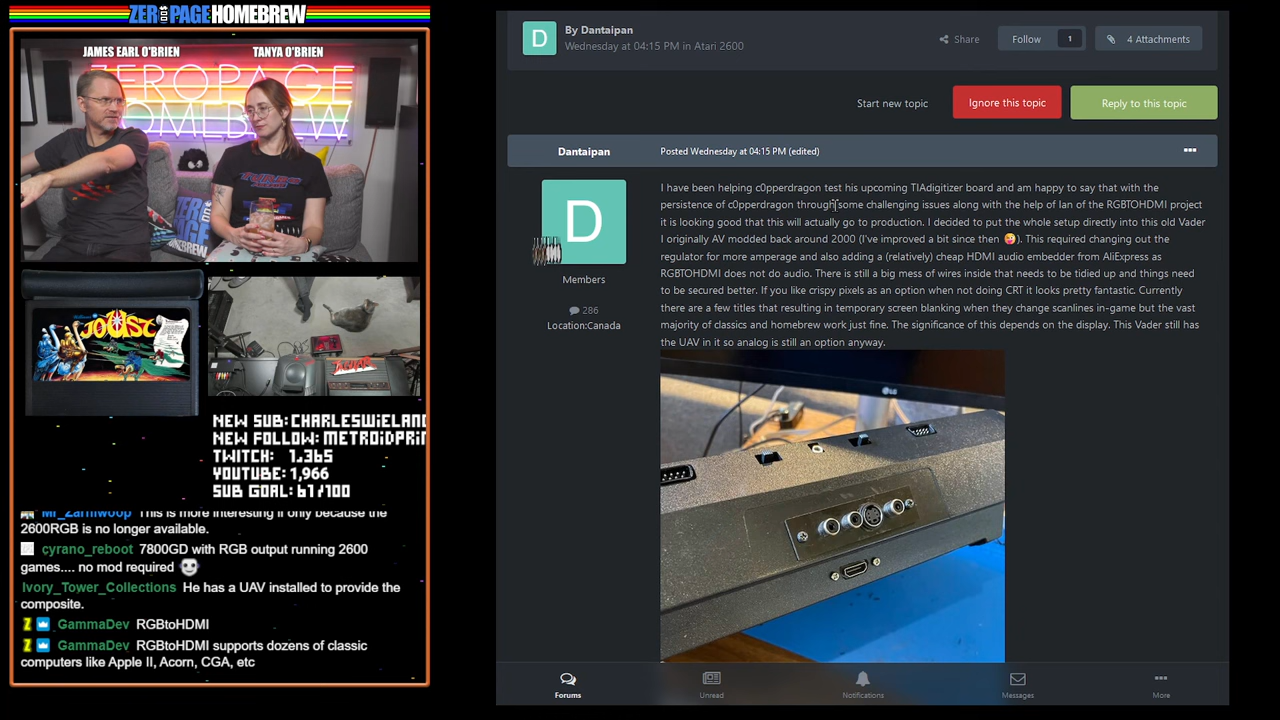 ZEROPAGE HOMEBREW
JAMES EARL O'BRIEN
TANYA O'BRIEN
ZEROPAGE
HOMEBREW
JOUST
NEW SUB: CHARLESWIELAN
NEW FOLLOW: METROIDPRI
TWITCH: 1,365
YOUTUBE: 1,966
SUB GOAL: 67/100
Mr_Zarniwoop This is more interesting if only because the
2600RGB is no longer available.
cyrano_reboot 7800GD with RGB output running 2600
games.... no mod required
Ivory_Tower_Collections He has a UAV installed to provide the
composite.
GammaDev RGBtoHDMI
GammaDev RGBtoHDMI supports dozens of classic
computers like Apple II, Acorn, CGA, etc
D
By Dantaipan
Wednesday at 04:15 PM in Atari 2600
Share
Follow 1
4 Attachments
Start new topic
Ignore this topic
Reply to this topic
Dantaipan
Posted Wednesday at 04:15 PM (edited)
D
Members
286
Location:Canada
I have been helping c0pperdragon test his upcoming TIAdigitizer board and am happy to say that with the
persistence of c0pperdragon through some challenging issues along with the help of Ian of the RGBTOHDMI project
it is looking good that this will actually go to production. I decided to put the whole setup directly into this old Vader
I originally AV modded back around 2000 (I've improved a bit since then 😜). This required changing out the
regulator for more amperage and also adding a (relatively) cheap HDMI audio embedder from AliExpress as
RGBTOHDMI does not do audio. There is still a big mess of wires inside that needs to be tidied up and things need
to be secured better. If you like crispy pixels as an option when not doing CRT it looks pretty fantastic. Currently
there are a few titles that resulting in temporary screen blanking when they change scanlines in-game but the vast
majority of classics and homebrew work just fine. The significance of this depends on the display. This Vader still has
the UAV in it so analog is still an option anyway.
LG
Forums
Unread
Notifications
Messages
More